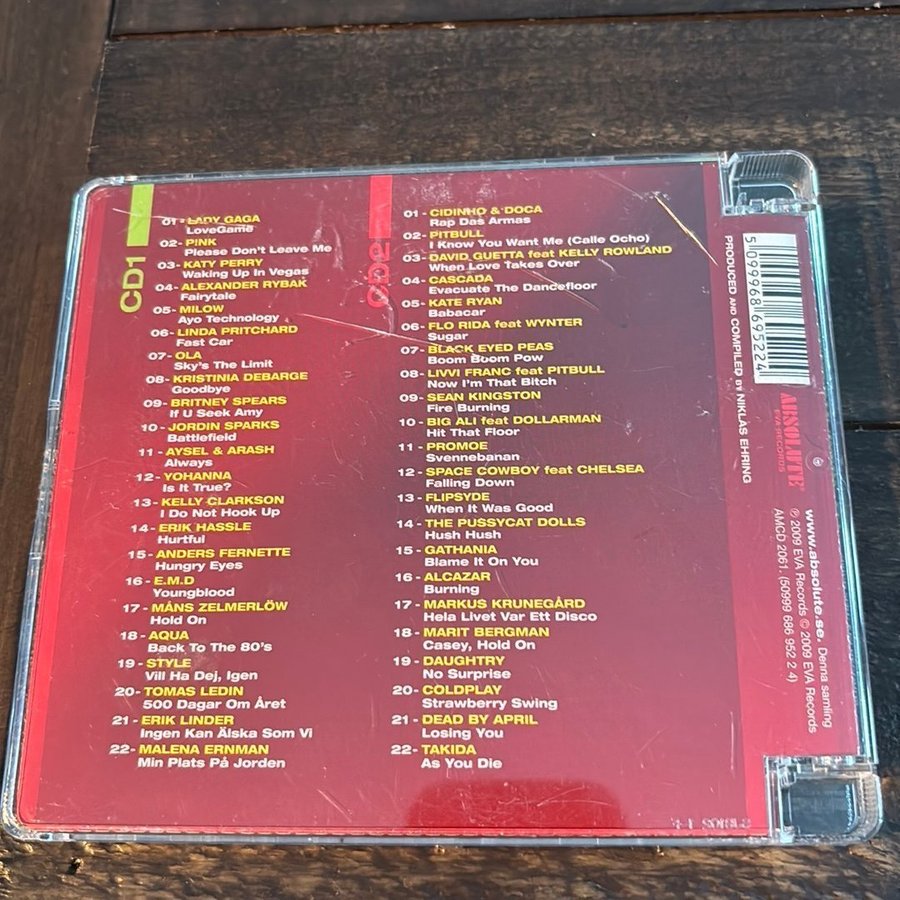 CD1
01 - LADY GAGA
LoveGame
02- PINK
Please Don't Leave Me
03- KATY PERRY
Waking Up In Vegas
04 - ALEXANDER RYBAK
Fairytale
05- MILOW
Ayo Technology
06 - LINDA PRITCHARD
Fast Car
07- OLA
Sky's The Limit
08 - KRISTINIA DEBARGE
Goodbye
09- BRITNEY SPEARS
If U Seek Amy
10 - JORDIN SPARKS
Battlefield
11 - AYSEL & ARASH
Always
12 - YOHANNA
Is It True?
13- KELLY CLARKSON
I Do Not Hook Up
14- ERIK HASSLE
Hurtful
15- ANDERS FERNETTE
Hungry Eyes
16 - E.M.D
Youngblood
17- MÅNS ZELMERLÖW
Hold On
18 - AQUA
Back To The 80's
19 - STYLE
Vill Ha Dej, Igen
20- TOMAS LEDIN
500 Dagar Om Året
21 - ERIK LINDER
Ingen Kan Älska Som Vi
22- MALENA ERNMAN
Min Plats På Jorden
CD2
01 - CIDINHO & DOCA
Rap Das Armas
02 - PITBULL
I Know You Want Me (Calle Ocho)
03 - DAVID GUETTA feat KELLY ROWLAND
When Love Takes Over
04 - CASCADA
Evacuate The Dancefloor
05 - KATE RYAN
Babacar
06 - FLO RIDA feat WYNTER
Sugar
07- BLACK EYED PEAS
Boom Boom Pow
08 - LIVVI FRANC feat PITBULL
Now I'm That Bitch
09- SEAN KINGSTON
Fire Burning
10 - BIG ALI feat DOLLARMAN
Hit That Floor
11 - PROMOE
Svennebanan
12 - SPACE COWBOY feat CHELSEA
Falling Down
13 - FLIPSYDE
When It Was Good
14 - THE PUSSYCAT DOLLS
Hush Hush
15 - GATHANIA
Blame It On You
16 - ALCAZAR
Burning
17 - MARKUS KRUNEGÅRD
Hela Livet Var Ett Disco
18 - MARIT BERGMAN
Casey, Hold On
19 - DAUGHTRY
No Surprise
20- COLDPLAY
Strawberry Swing
21 - DEAD BY APRIL
Losing You
22- TAKIDA
As You Die
5 099968 695224
PRODUCED AND COMPILED BY NIKLAS EHRING
ABSOLUTE
EVA RECORDS
www.absolute.se. Denna samling
℗ 2009 EVA Records © 2009 EVA Records
AMCD 2061. (50999 686 952 2 4)